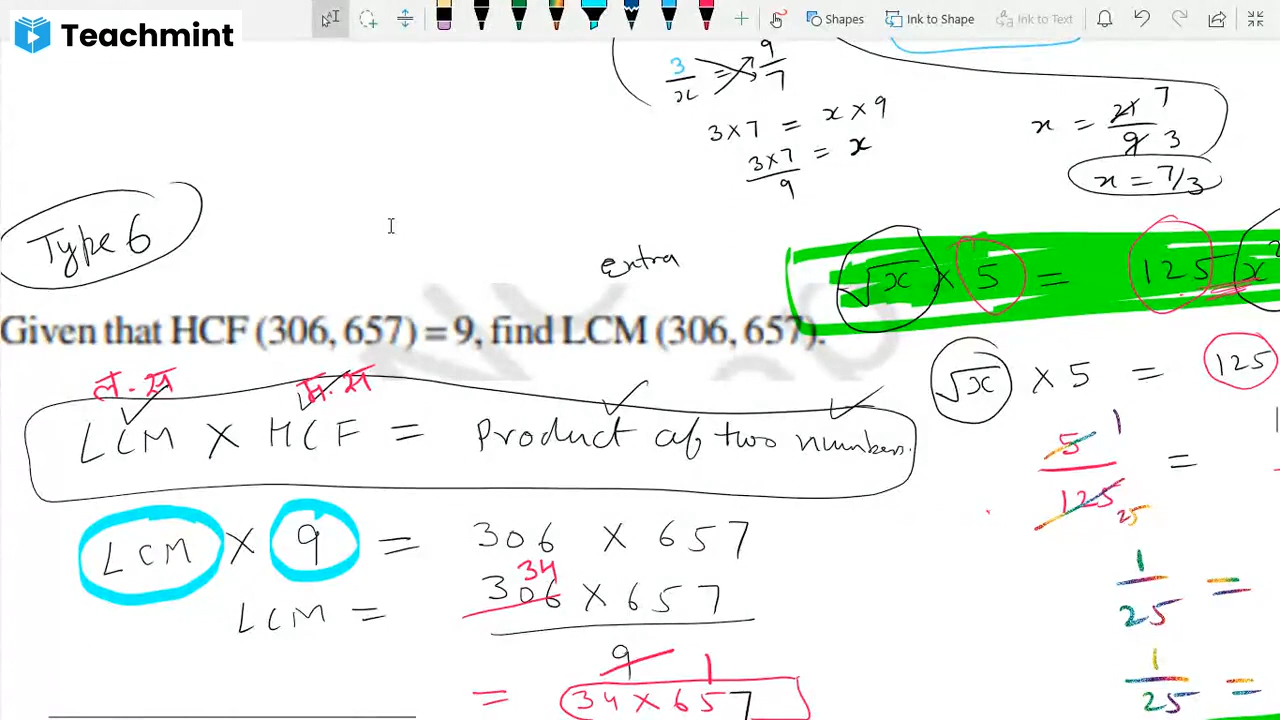 Teachmint
Shapes Ink to Shape Ink to Text
3/x = 9/7
3×7 = x×9
3×7/9 = x
x = 21/9 7 3
x = 7/3
Type 6
extra
√x × 5 = 125 x²
Given that HCF (306, 657) = 9, find LCM (306, 657).
ल.स म.स
LCM × HCF = Product of two numbers.
√x × 5 = 125
LCM × 9 = 306 × 657
LCM = 306 × 657 / 9
34 1
= 34 × 657
5/125 =
1 25
1/25 =
1/25 =